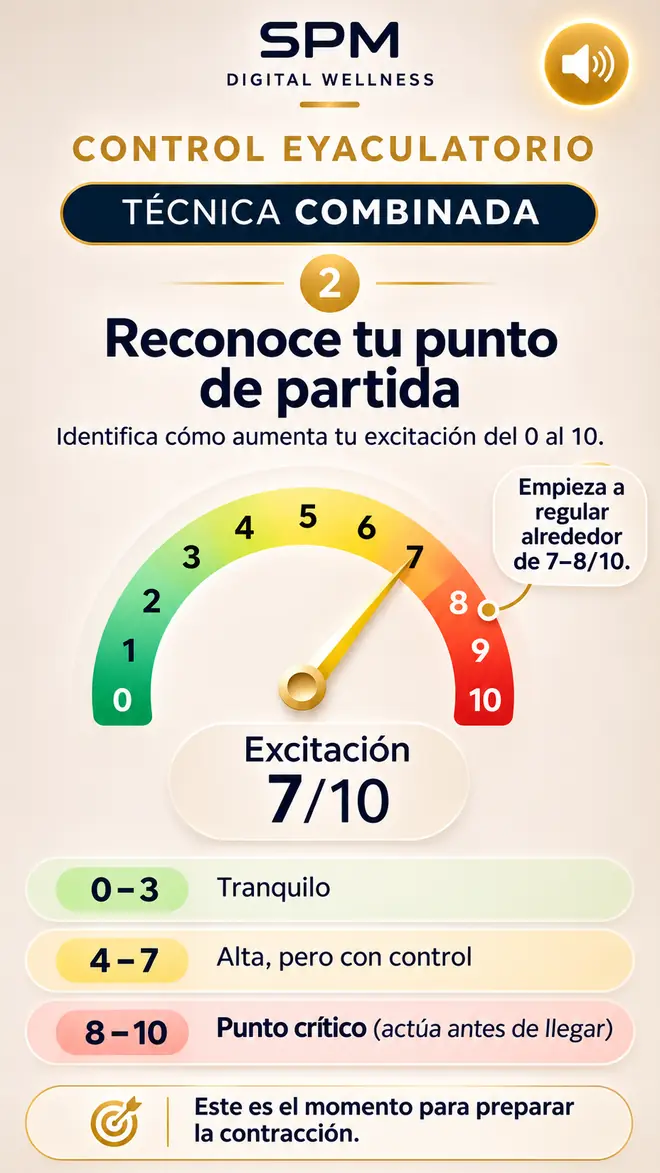 SPM
DIGITAL WELLNESS
CONTROL EYACULATORIO
TÉCNICA COMBINADA
2
Reconoce tu punto
de partida
Identifica cómo aumenta tu excitación del 0 al 10.
Empieza a
regular
alrededor
de 7–8/10.
0
1
2
3
4
5
6
7
8
9
10
Excitación
7/10
0 – 3 Tranquilo
4 – 7 Alta, pero con control
8 – 10 Punto crítico (actúa antes de llegar)
Este es el momento para preparar
la contracción.